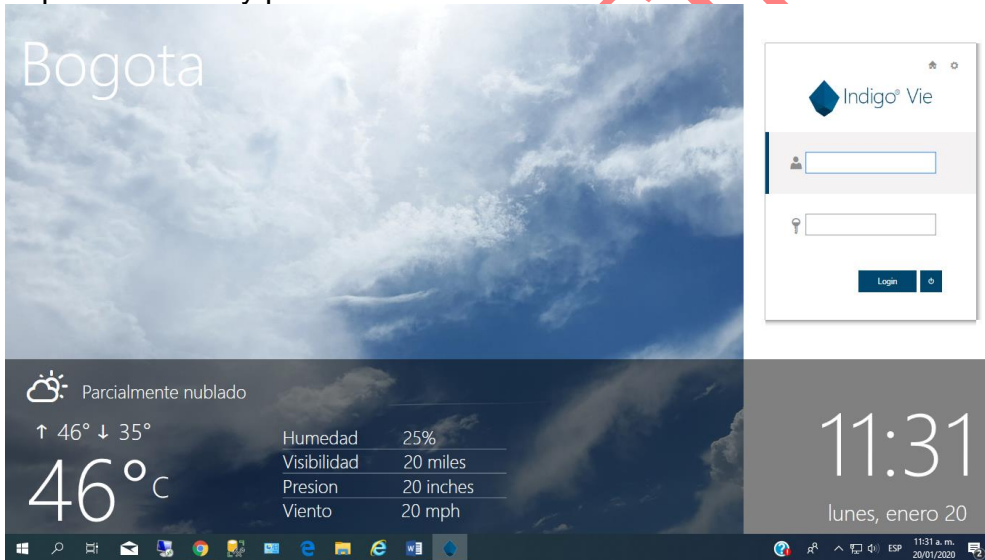 Bogota
Indigo® Vie
Login
Parcialmente nublado
↑ 46° ↓ 35°
46°C
Humedad 25%
Visibilidad 20 miles
Presion 20 inches
Viento 20 mph
11:31
lunes, enero 20
ESP
11:31 a. m.
20/01/2020